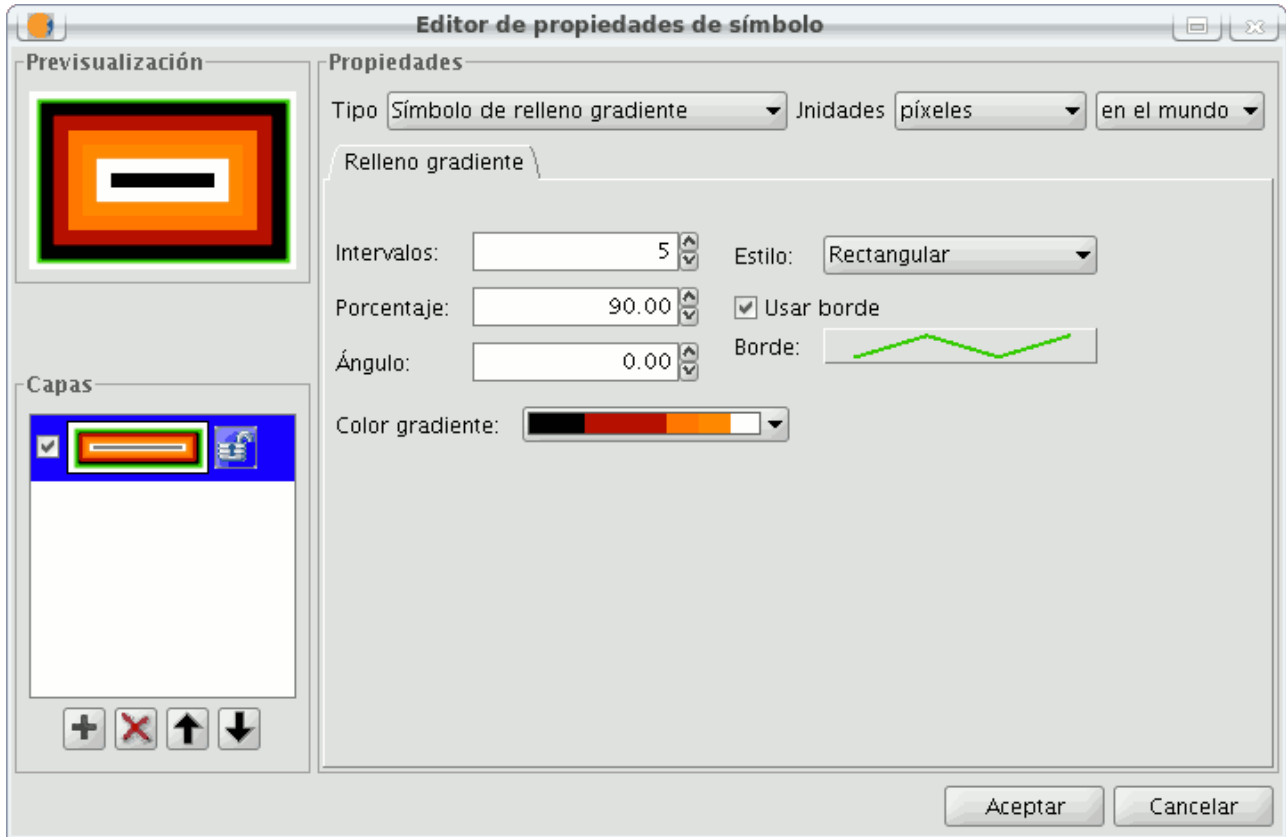 Editor de propiedades de símbolo
Previsualización
Propiedades
Tipo Símbolo de relleno gradiente Jnidades píxeles en el mundo
Relleno gradiente
Intervalos: 5 Estilo: Rectangular
Porcentaje: 90.00 Usar borde
Ángulo: 0.00 Borde:
Color gradiente:
Capas
Aceptar Cancelar